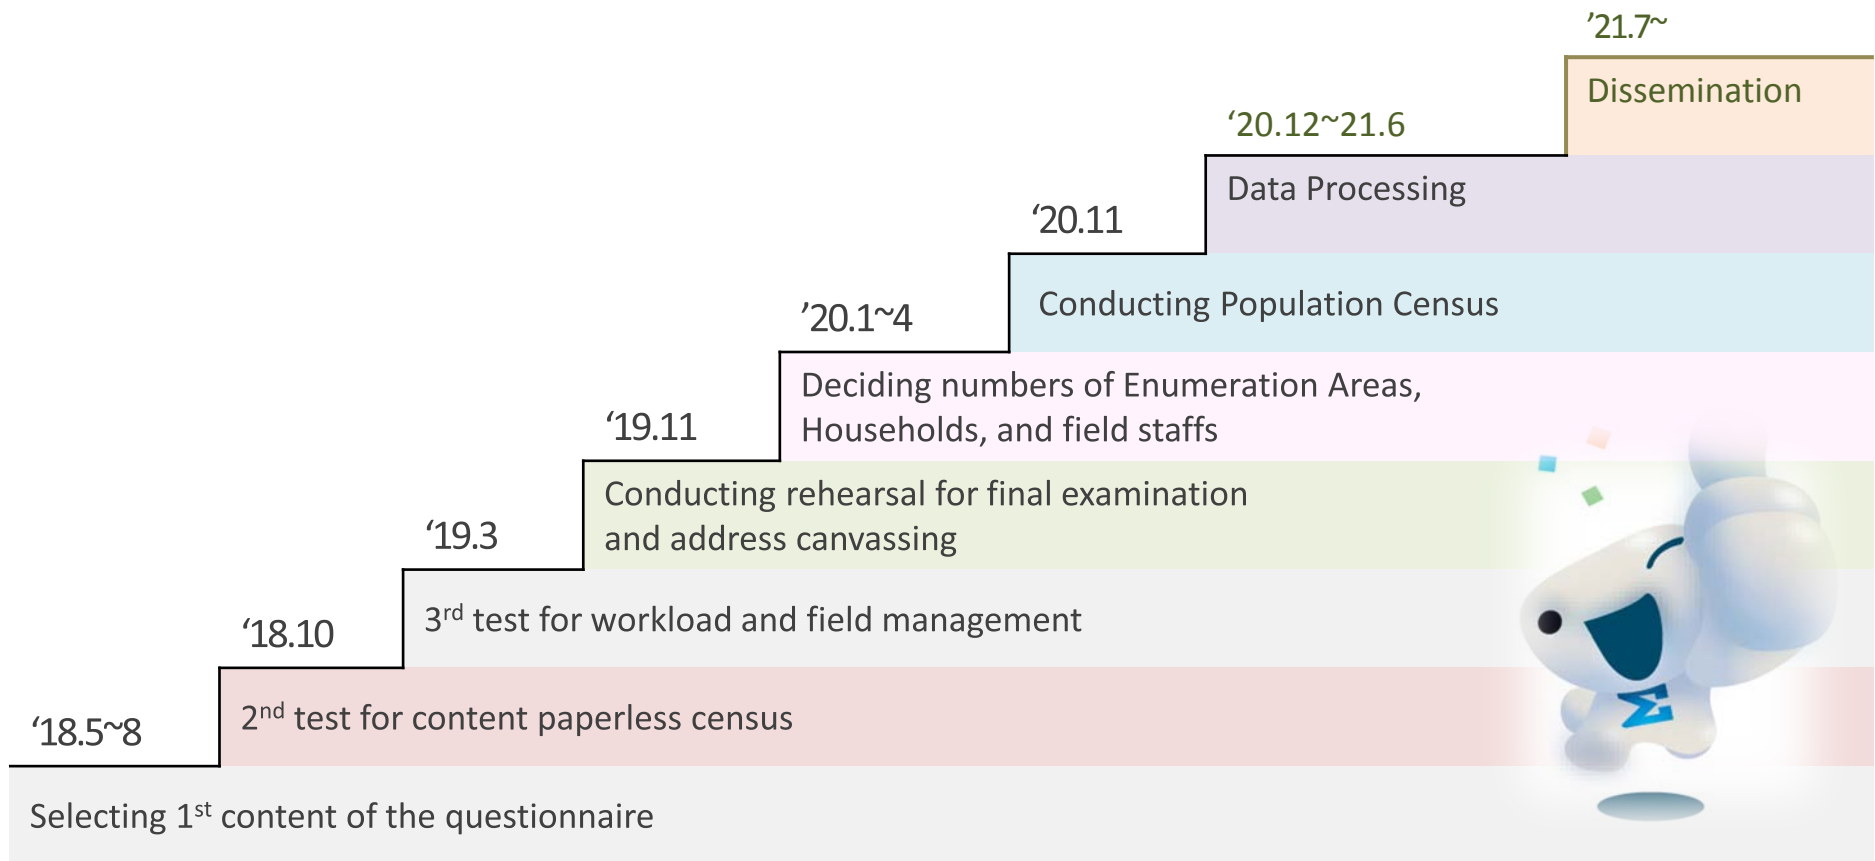 ’21.7~
Dissemination
‘20.12~21.6
Data Processing
‘20.11
Conducting Population Census
’20.1~4
Deciding numbers of Enumeration Areas,
Households, and field staffs
‘19.11
Conducting rehearsal for final examination
and address canvassing
‘19.3
3rd test for workload and field management
‘18.10
2nd test for content paperless census
‘18.5~8
Selecting 1st content of the questionnaire